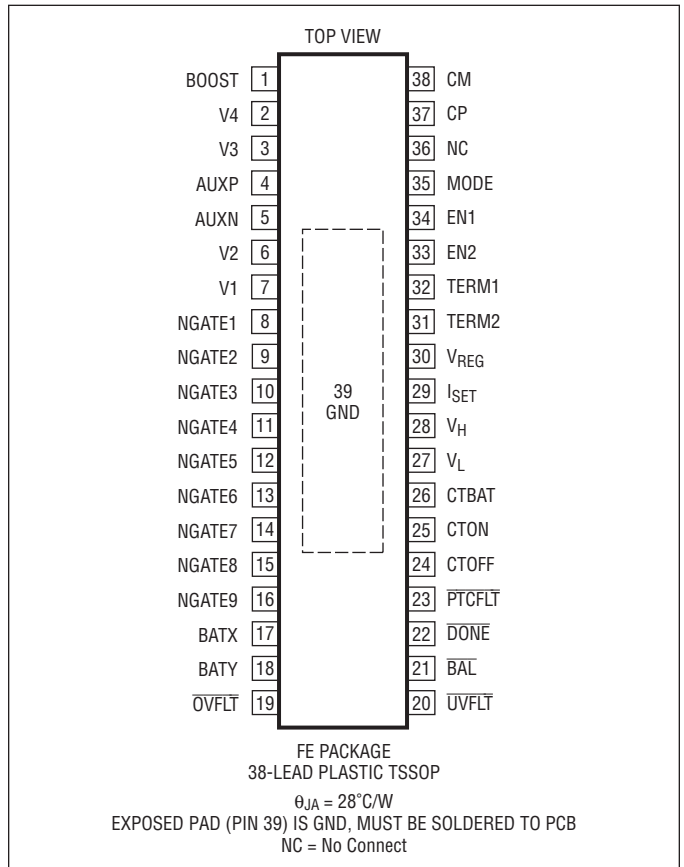 TOP VIEW
BOOST 1
V4 2
V3 3
AUXP 4
AUXN 5
V2 6
V1 7
NGATE1 8
NGATE2 9
NGATE3 10
NGATE4 11
NGATE5 12
NGATE6 13
NGATE7 14
NGATE8 15
NGATE9 16
BATX 17
BATY 18
OVFLT 19
39
GND
38 CM
37 CP
36 NC
35 MODE
34 EN1
33 EN2
32 TERM1
31 TERM2
30 VREG
29 ISET
28 VH
27 VL
26 CTBAT
25 CTON
24 CTOFF
23 PTCFLT
22 DONE
21 BAL
20 UVFLT
FE PACKAGE
38-LEAD PLASTIC TSSOP
θJA = 28°C/W
EXPOSED PAD (PIN 39) IS GND, MUST BE SOLDERED TO PCB
NC = No Connect